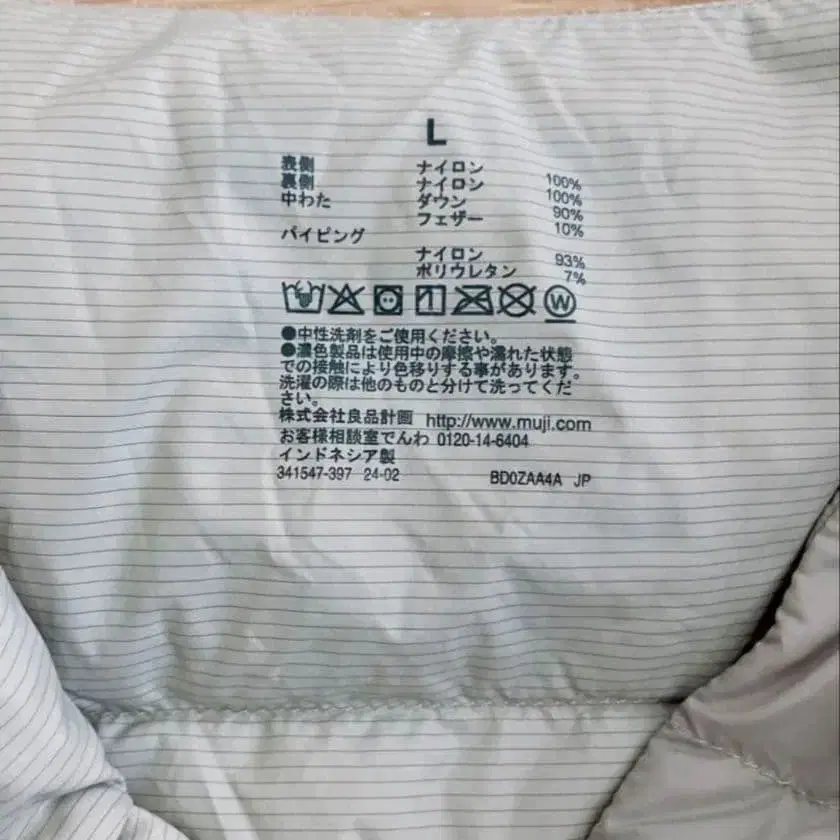 L
表側 ナイロン 100%
裏側 ナイロン 100%
中わた ダウン 90%
フェザー 10%
パイピング
ナイロン 93%
ポリウレタン 7%
W
●中性洗剤をご使用ください。
●濃色製品は使用中の摩擦や濡れた状態
での接触により色移りする事があります。
洗濯の際は他のものと分けて洗ってくだ
さい。
株式会社良品計画 http://www.muji.com
お客様相談室でんわ 0120-14-6404
インドネシア製
341547-397 24-02 BD0ZAA4A JP